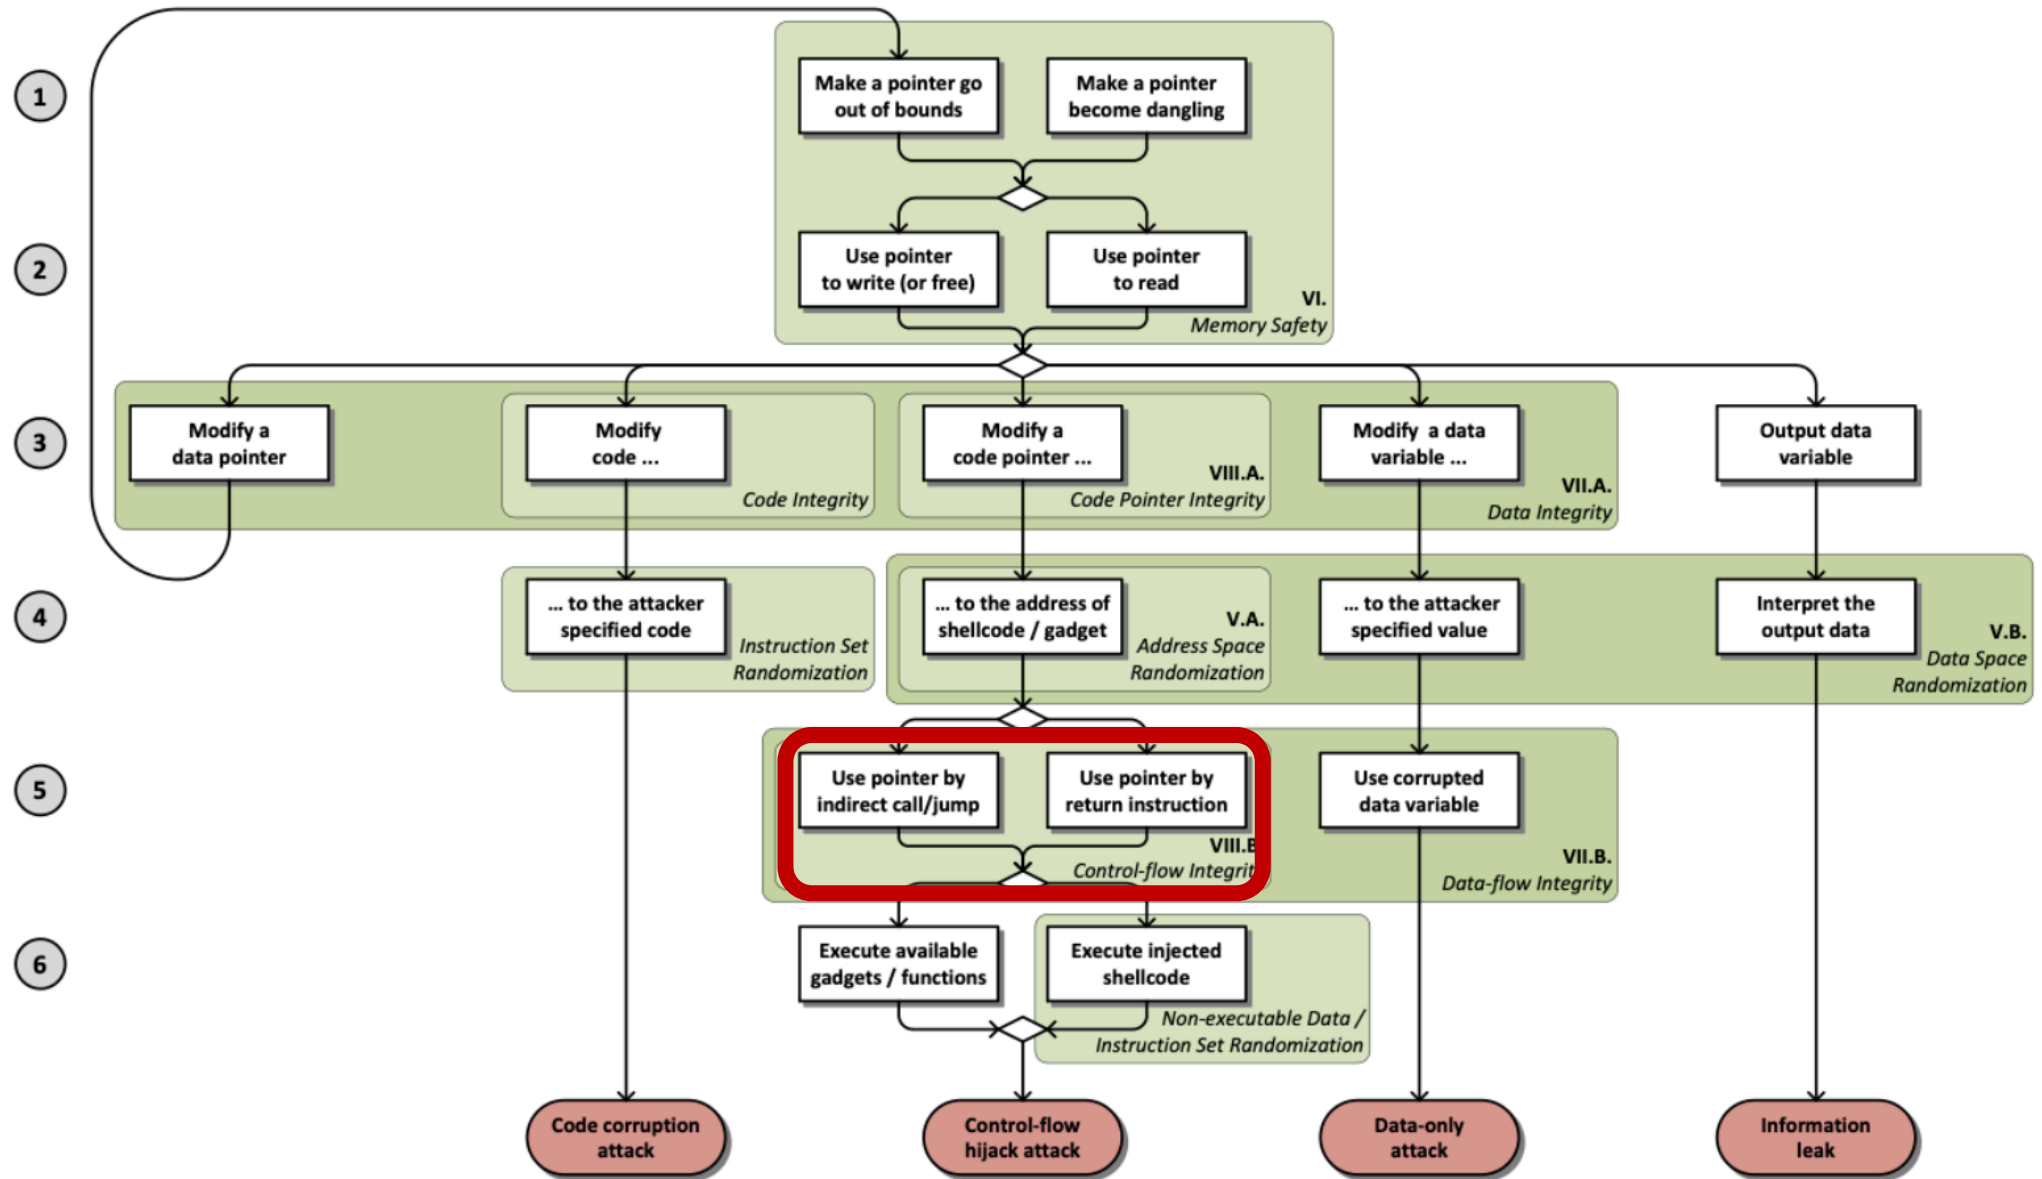 1
Make a pointer go
out of bounds
Make a pointer
become dangling
2
Use pointer
to write (or free)
Use pointer
to read
VI.
Memory Safety
3
Modify a
data pointer
Modify
code ...
Code Integrity
Modify a
code pointer ...
VIII.A.
Code Pointer Integrity
Modify a data
variable ...
VII.A.
Data Integrity
Output data
variable
4
... to the attacker
specified code
Instruction Set
Randomization
... to the address of
shellcode / gadget
V.A.
Address Space
Randomization
... to the attacker
specified value
Interpret the
output data
V.B.
Data Space
Randomization
5
Use pointer by
indirect call/jump
Use pointer by
return instruction
VIII.B
Control-flow Integrit
Use corrupted
data variable
VII.B.
Data-flow Integrity
6
Execute available
gadgets / functions
Execute injected
shellcode
Non-executable Data /
Instruction Set Randomization
Code corruption
attack
Control-flow
hijack attack
Data-only
attack
Information
leak